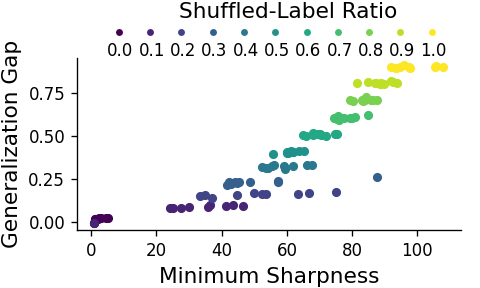 Shuffled-Label Ratio
0.0 0.1 0.2 0.3 0.4 0.5 0.6 0.7 0.8 0.9 1.0
Generalization Gap
0.75
0.50
0.25
0.00
0 20 40 60 80 100
Minimum Sharpness